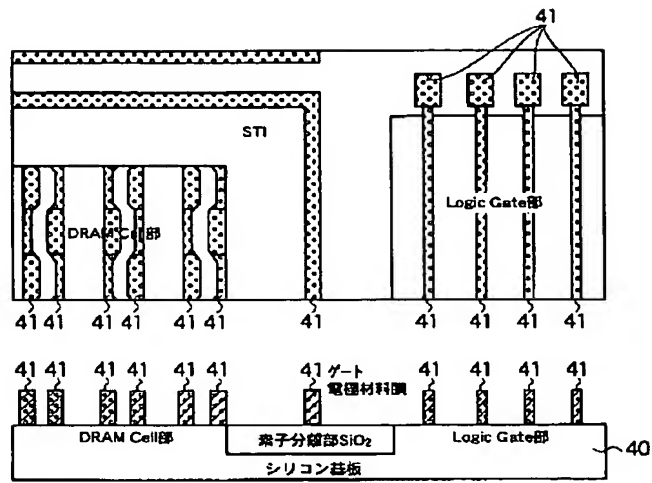 41
STI
Logic Gate部
DRAM Cell部
41 41 41 41 41 41 41 41 41 41 41
41 41 41 41 41 41 41 ゲート 41 41 41 41
電極材料膜
DRAM Cell部 素子分離部SiO₂ Logic Gate部
40
シリコン基板